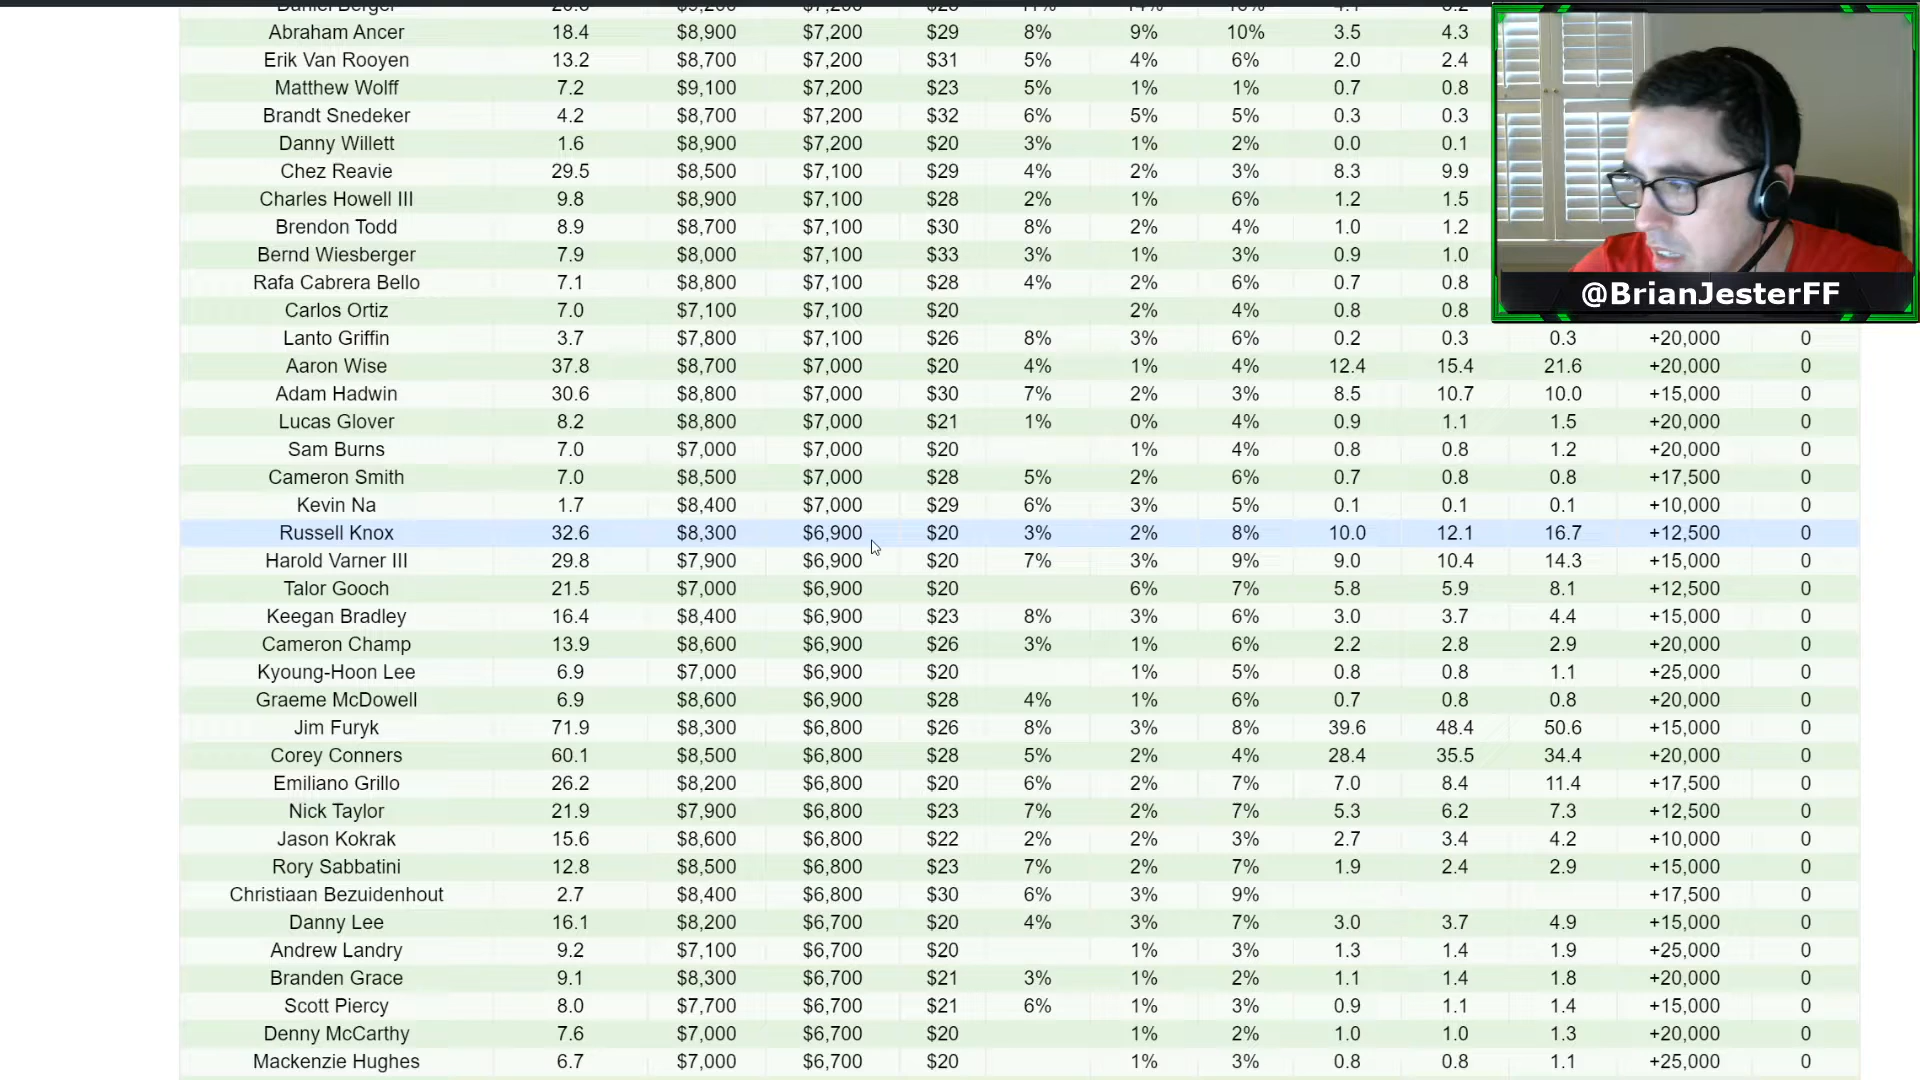 Daniel Berger $9,200 $7,200
Abraham Ancer 18.4 $8,900 $7,200 $29 8% 9% 10% 3.5 4.3
Erik Van Rooyen 13.2 $8,700 $7,200 $31 5% 4% 6% 2.0 2.4
Matthew Wolff 7.2 $9,100 $7,200 $23 5% 1% 1% 0.7 0.8
Brandt Snedeker 4.2 $8,700 $7,200 $32 6% 5% 5% 0.3 0.3
Danny Willett 1.6 $8,900 $7,200 $20 3% 1% 2% 0.0 0.1
Chez Reavie 29.5 $8,500 $7,100 $29 4% 2% 3% 8.3 9.9
Charles Howell III 9.8 $8,900 $7,100 $28 2% 1% 6% 1.2 1.5
Brendon Todd 8.9 $8,700 $7,100 $30 8% 2% 4% 1.0 1.2
Bernd Wiesberger 7.9 $8,000 $7,100 $33 3% 1% 3% 0.9 1.0
Rafa Cabrera Bello 7.1 $8,800 $7,100 $28 4% 2% 6% 0.7 0.8
@BrianJesterFF
Carlos Ortiz 7.0 $7,100 $7,100 $20 2% 4% 0.8 0.8
Lanto Griffin 3.7 $7,800 $7,100 $26 8% 3% 6% 0.2 0.3 0.3 +20,000 0
Aaron Wise 37.8 $8,700 $7,000 $20 4% 1% 4% 12.4 15.4 21.6 +20,000 0
Adam Hadwin 30.6 $8,800 $7,000 $30 7% 2% 3% 8.5 10.7 10.0 +15,000 0
Lucas Glover 8.2 $8,800 $7,000 $21 1% 0% 4% 0.9 1.1 1.5 +20,000 0
Sam Burns 7.0 $7,000 $7,000 $20 1% 4% 0.8 0.8 1.2 +20,000 0
Cameron Smith 7.0 $8,500 $7,000 $28 5% 2% 6% 0.7 0.8 0.8 +17,500 0
Kevin Na 1.7 $8,400 $7,000 $29 6% 3% 5% 0.1 0.1 0.1 +10,000 0
Russell Knox 32.6 $8,300 $6,900 $20 3% 2% 8% 10.0 12.1 16.7 +12,500 0
Harold Varner III 29.8 $7,900 $6,900 $20 7% 3% 9% 9.0 10.4 14.3 +15,000 0
Talor Gooch 21.5 $7,000 $6,900 $20 6% 7% 5.8 5.9 8.1 +12,500 0
Keegan Bradley 16.4 $8,400 $6,900 $23 8% 3% 6% 3.0 3.7 4.4 +15,000 0
Cameron Champ 13.9 $8,600 $6,900 $26 3% 1% 6% 2.2 2.8 2.9 +20,000 0
Kyoung-Hoon Lee 6.9 $7,000 $6,900 $20 1% 5% 0.8 0.8 1.1 +25,000 0
Graeme McDowell 6.9 $8,600 $6,900 $28 4% 1% 6% 0.7 0.8 0.8 +20,000 0
Jim Furyk 71.9 $8,300 $6,800 $26 8% 3% 8% 39.6 48.4 50.6 +15,000 0
Corey Conners 60.1 $8,500 $6,800 $28 5% 2% 4% 28.4 35.5 34.4 +20,000 0
Emiliano Grillo 26.2 $8,200 $6,800 $20 6% 2% 7% 7.0 8.4 11.4 +17,500 0
Nick Taylor 21.9 $7,900 $6,800 $23 7% 2% 7% 5.3 6.2 7.3 +12,500 0
Jason Kokrak 15.6 $8,600 $6,800 $22 2% 2% 3% 2.7 3.4 4.2 +10,000 0
Rory Sabbatini 12.8 $8,500 $6,800 $23 7% 2% 7% 1.9 2.4 2.9 +15,000 0
Christiaan Bezuidenhout 2.7 $8,400 $6,800 $30 6% 3% 9% +17,500 0
Danny Lee 16.1 $8,200 $6,700 $20 4% 3% 7% 3.0 3.7 4.9 +15,000 0
Andrew Landry 9.2 $7,100 $6,700 $20 1% 3% 1.3 1.4 1.9 +25,000 0
Branden Grace 9.1 $8,300 $6,700 $21 3% 1% 2% 1.1 1.4 1.8 +20,000 0
Scott Piercy 8.0 $7,700 $6,700 $21 6% 1% 3% 0.9 1.1 1.4 +15,000 0
Denny McCarthy 7.6 $7,000 $6,700 $20 1% 2% 1.0 1.0 1.3 +20,000 0
Mackenzie Hughes 6.7 $7,000 $6,700 $20 1% 3% 0.8 0.8 1.1 +25,000 0